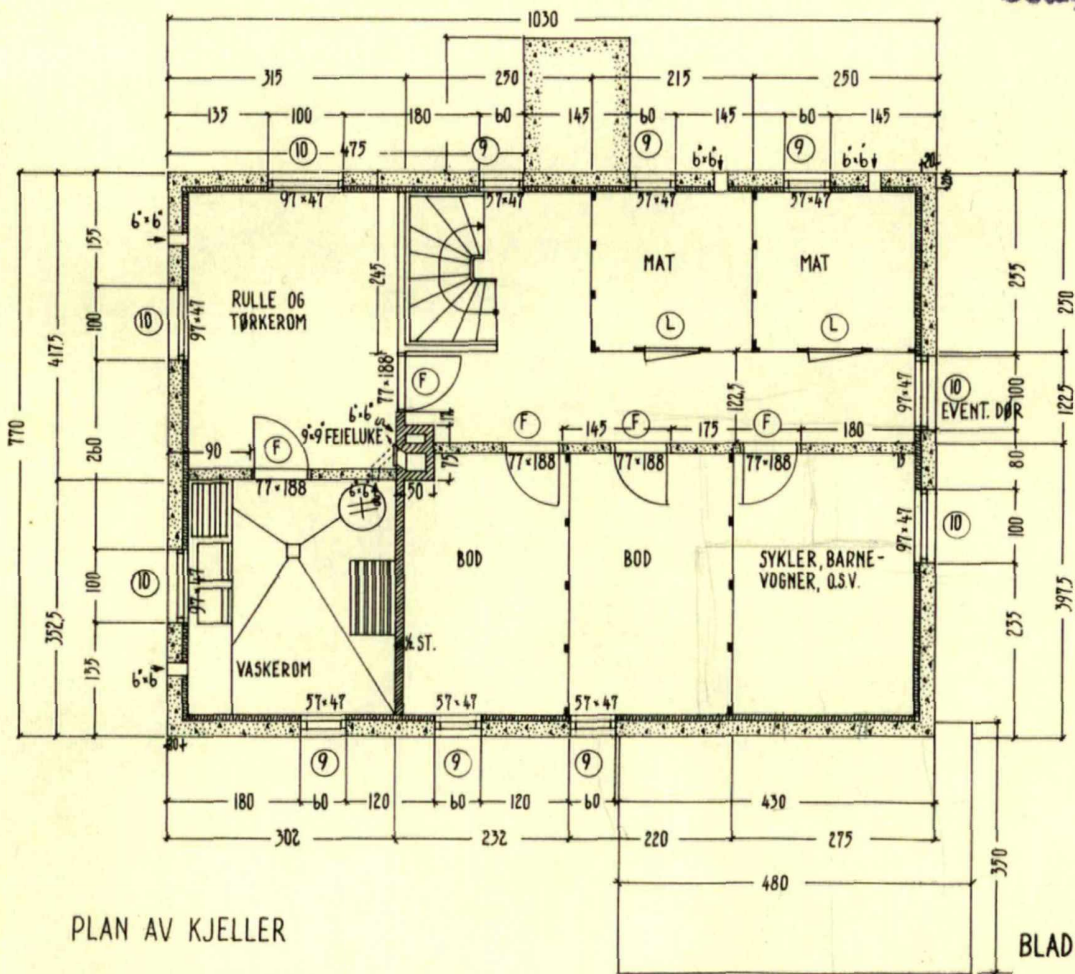 1030
315 250 215 250
135 100 180 60 145 60 145 60 145
10 475 9 9 9
6"×6" 6"×6" 20
97×47 57×47 57×47 57×47
6"×6"
155 100 260 100 155
417,5 352,5
770
10 97×47
RULLE OG
TØRKEROM
245
MAT
MAT
L L
255 100 80 100 235
250 122,5 397,5
77×188 F
122,5
97×47 10
EVENT. DØR
6"×6"
9"×9" FEIELUKE
90 F
77×188
6"×6"
50 75
F 145 F 175 F 180
77×188 77×188 77×188
15
10 97×47
97×47 10
BOD
BOD
SYKLER, BARNE-
VOGNER, O.S.V.
½ ST.
VASKEROM
6"×6"
57×47 57×47 57×47
20
9 9 9
180 60 120 60 120 60 430
302 232 220 275
480
350
PLAN AV KJELLER
BLAD